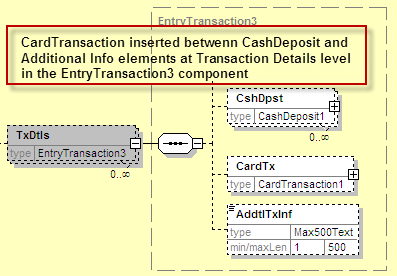 EntryTransaction3
CardTransaction inserted betwenn CashDeposit and
Additional Info elements at Transaction Details level
in the EntryTransaction3 component
CshDpst
type CashDeposit1
0..∞
TxDtls
type EntryTransaction3
0..∞
CardTx
type CardTransaction1
AddtlTxInf
type Max500Text
min/maxLen 1 500